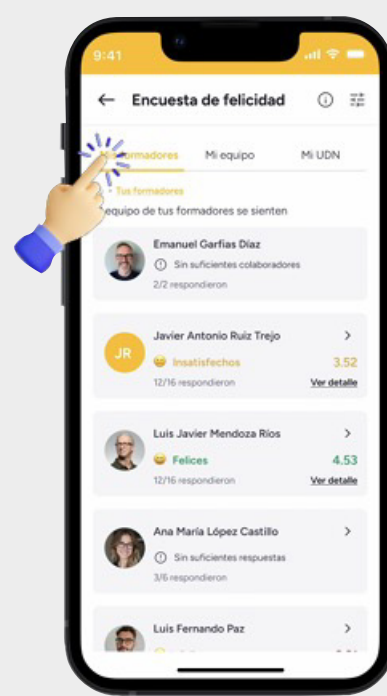 9:41
Encuesta de felicidad
formadores Mi equipo Mi UDN
Tus formadores
equipo de tus formadores se sienten
Emanuel Garfias Díaz
Sin suficientes colaboradores
2/2 respondieron
JR
Javier Antonio Ruiz Trejo
Insatisfechos 3.52
12/16 respondieron Ver detalle
Luis Javier Mendoza Ríos
Felices 4.53
12/16 respondieron Ver detalle
Ana María López Castillo
Sin suficientes respuestas
3/6 respondieron
Luis Fernando Paz